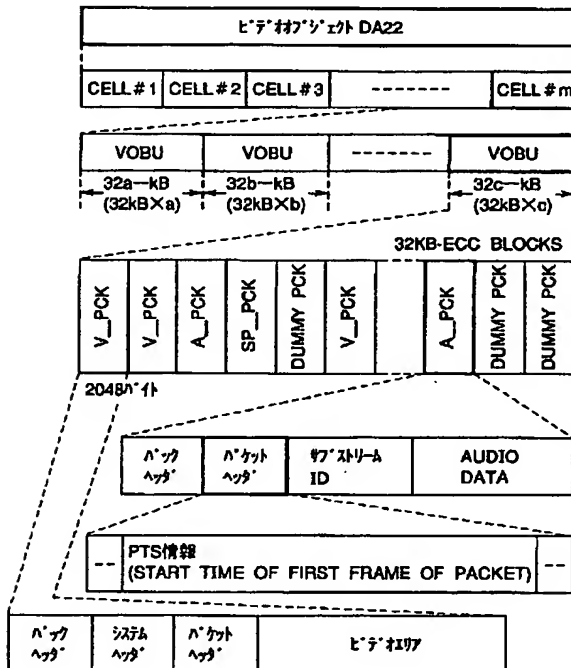 ﾋﾞﾃﾞｵｵﾌﾞｼﾞｪｸﾄ DA22
CELL#1 CELL#2 CELL#3 CELL#m
VOBU VOBU VOBU
32a-kB 32b-kB 32c-kB
(32kB×a) (32kB×b) (32kB×c)
32KB-ECC BLOCKS
V_PCK V_PCK A_PCK SP_PCK DUMMY PCK V_PCK A_PCK DUMMY PCK DUMMY PCK
2048ﾊﾞｲﾄ
ﾊﾟｯｸ ﾊﾟｹｯﾄ ｻﾌﾞｽﾄﾘｰﾑ AUDIO
ﾍｯﾀﾞ ﾍｯﾀﾞ ID DATA
PTS情報
(START TIME OF FIRST FRAME OF PACKET)
ﾊﾟｯｸ ｼｽﾃﾑ ﾊﾟｹｯﾄ ﾋﾞﾃﾞｵｴﾘｱ
ﾍｯﾀﾞ ﾍｯﾀﾞ ﾍｯﾀﾞ